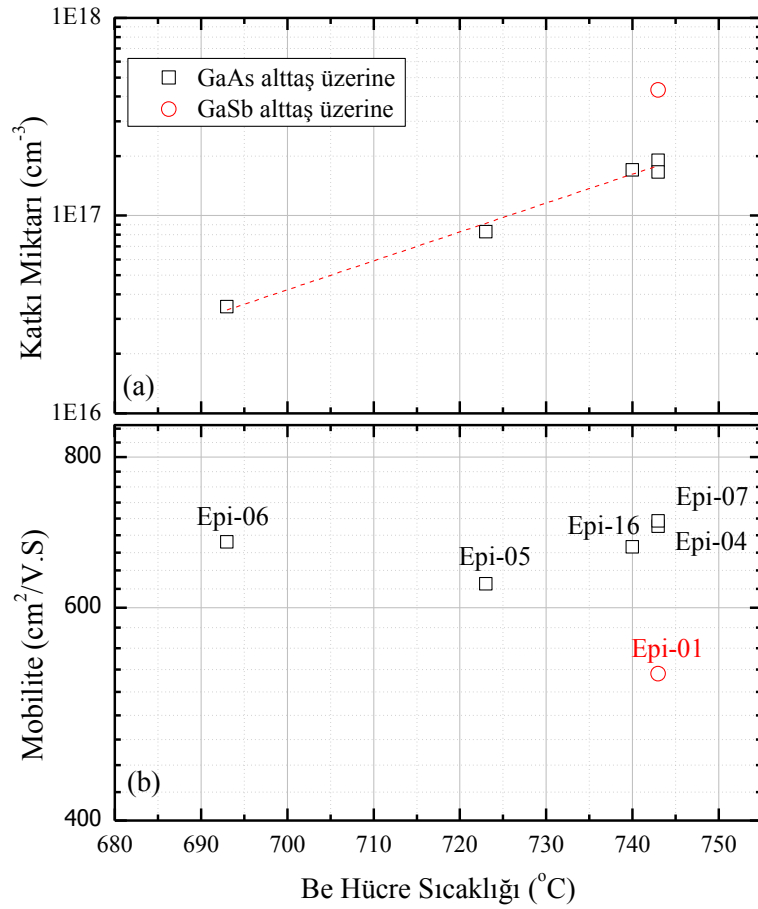 1E18
GaAs alttaş üzerine
GaSb alttaş üzerine
Katkı Miktarı (cm-3)
1E17
(a)
1E16
800
Epi-07
Epi-06
Epi-16
Epi-04
Epi-05
Mobilite (cm2/V.S)
600
Epi-01
(b)
400
680 690 700 710 720 730 740 750
Be Hücre Sıcaklığı (oC)